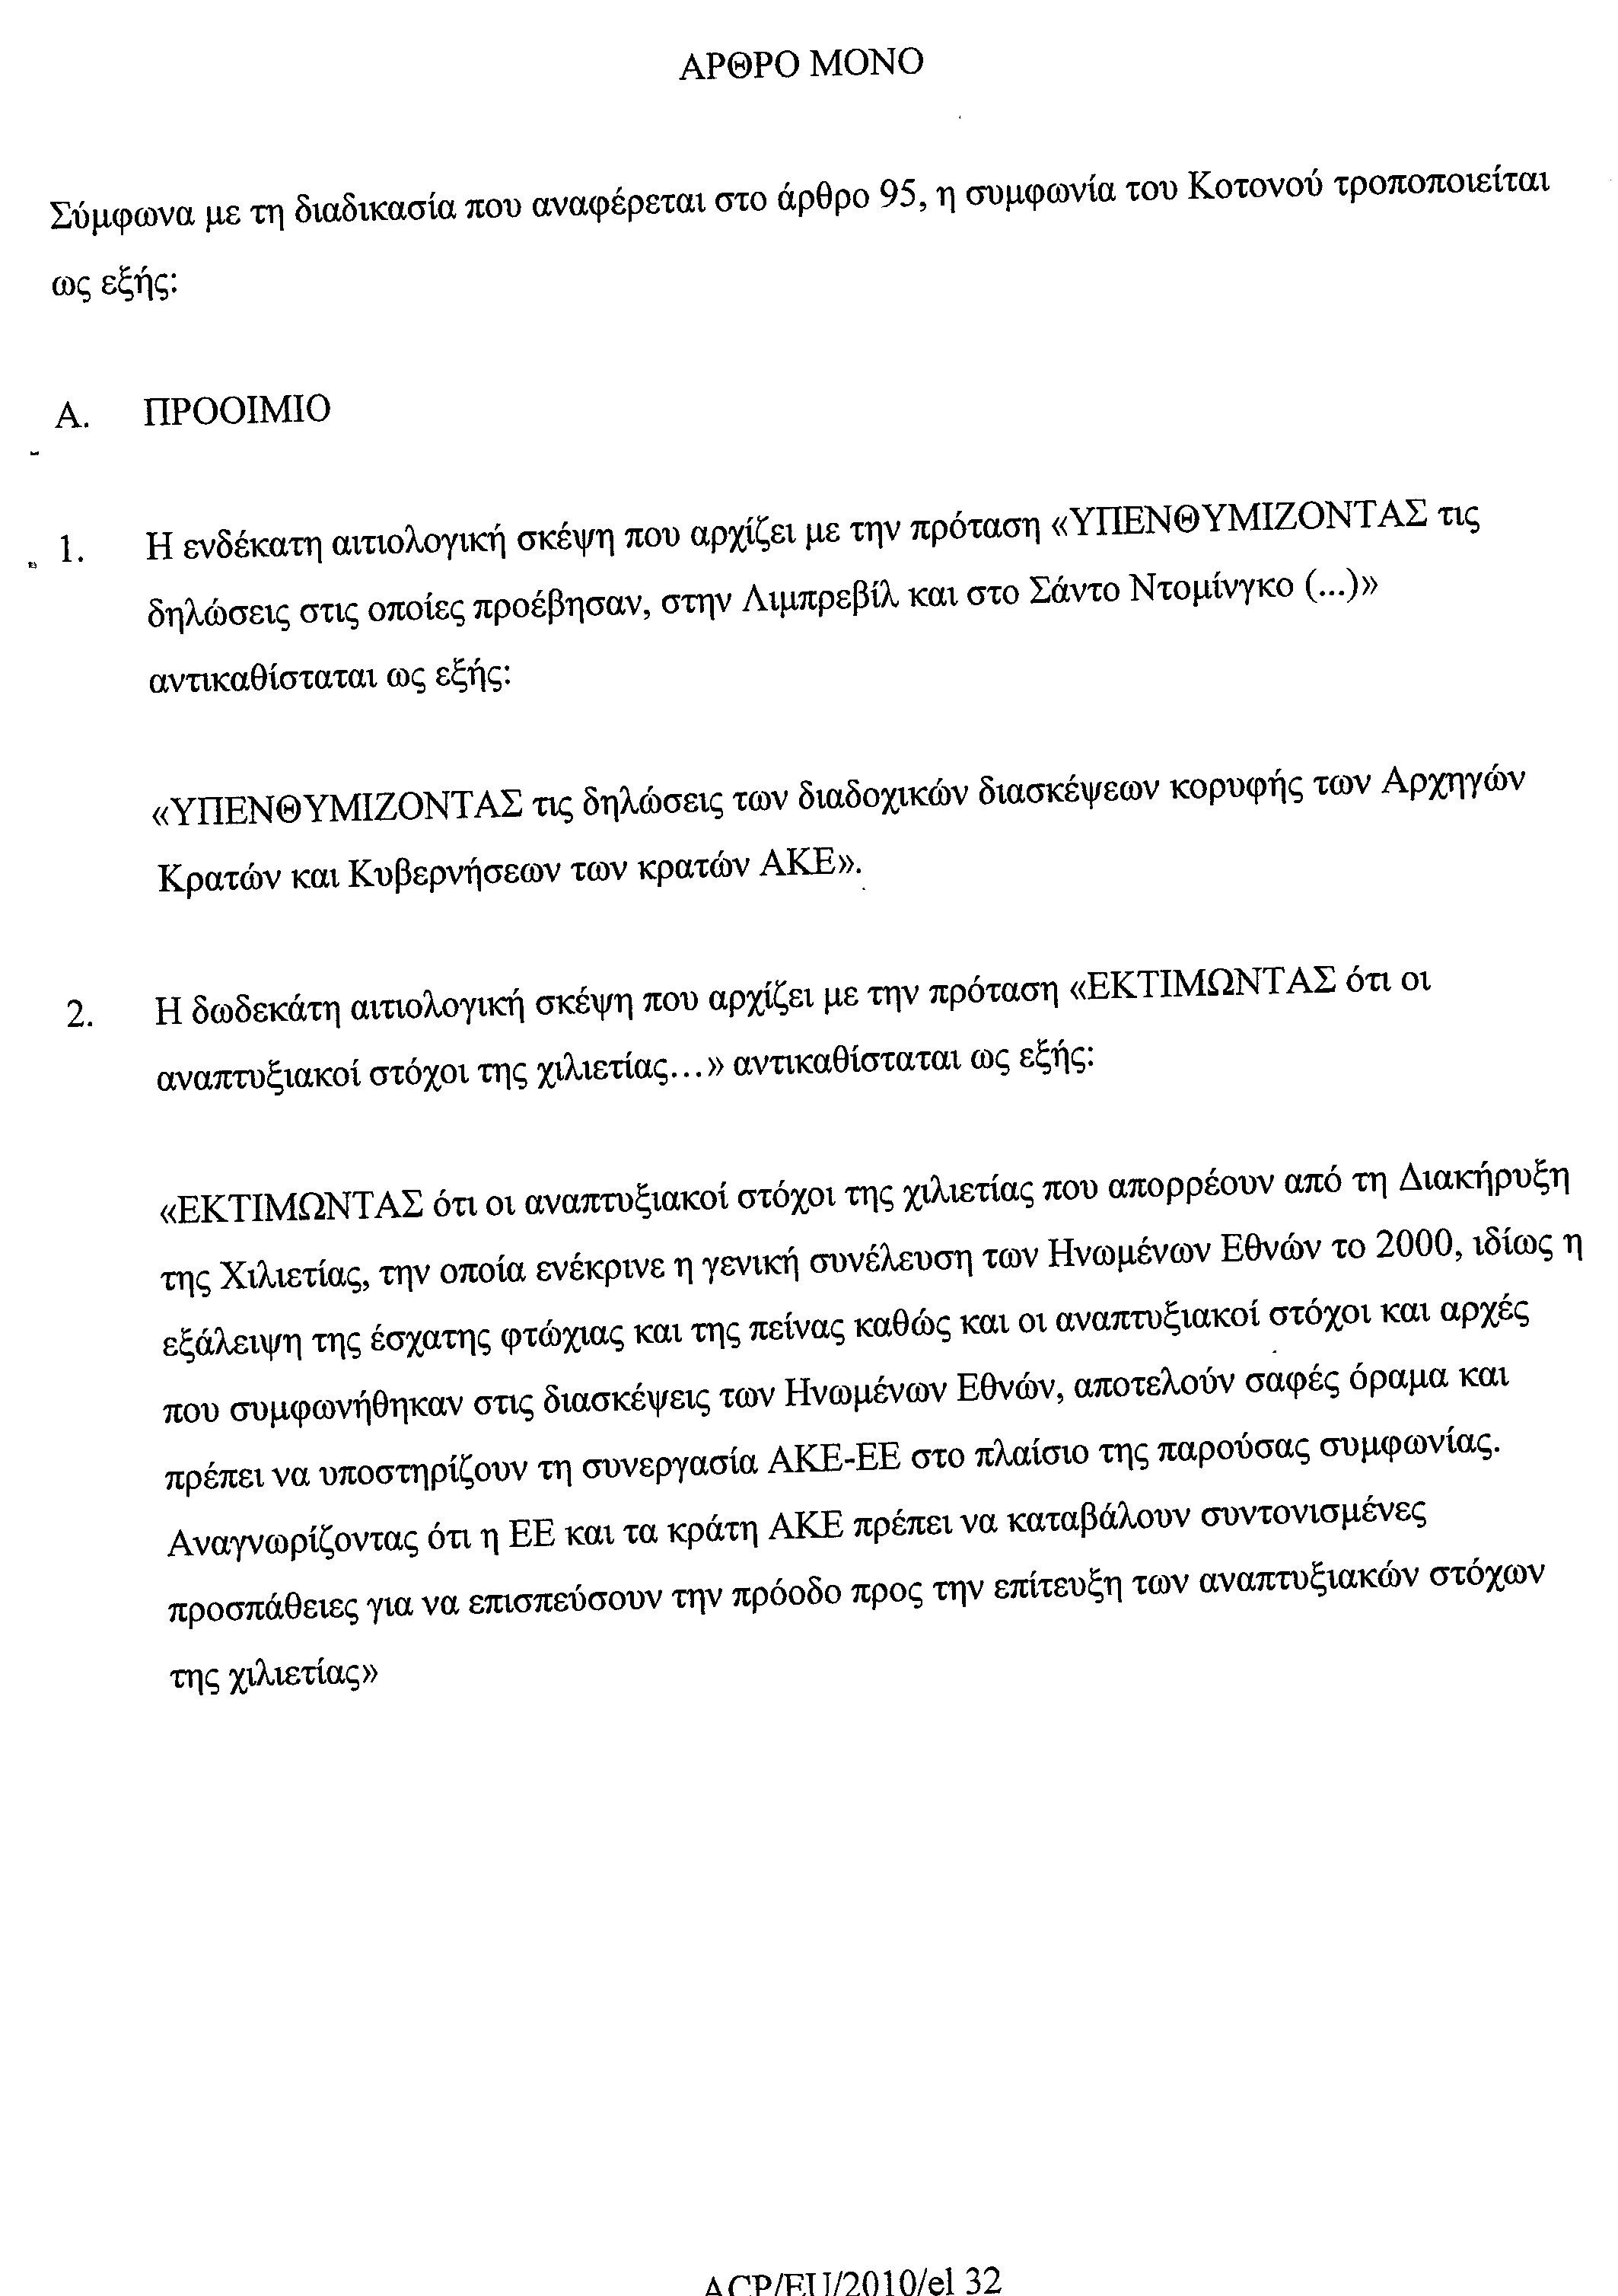 ΑΡΘΡΟ ΜΟΝΟ
Σύμφωνα με τη διαδικασία που αναφέρεται στο άρθρο 95, η συμφωνία του Κοτονού τροποποιείται
ως εξής:
Α. ΠΡΟΟΙΜΙΟ
1. Η ενδέκατη αιτιολογική σκέψη που αρχίζει με την πρόταση «ΥΠΕΝΘΥΜΙΖΟΝΤΑΣ τις
δηλώσεις στις οποίες προέβησαν, στην Λιμπρεβίλ και στο Σάντο Ντομίνγκο (...)»
αντικαθίσταται ως εξής:
«ΥΠΕΝΘΥΜΙΖΟΝΤΑΣ τις δηλώσεις των διαδοχικών διασκέψεων κορυφής των Αρχηγών
Κρατών και Κυβερνήσεων των κρατών ΑΚΕ».
2. Η δωδεκάτη αιτιολογική σκέψη που αρχίζει με την πρόταση «ΕΚΤΙΜΩΝΤΑΣ ότι οι
αναπτυξιακοί στόχοι της χιλιετίας...» αντικαθίσταται ως εξής:
«ΕΚΤΙΜΩΝΤΑΣ ότι οι αναπτυξιακοί στόχοι της χιλιετίας που απορρέουν από τη Διακήρυξη
της Χιλιετίας, την οποία ενέκρινε η γενική συνέλευση των Ηνωμένων Εθνών το 2000, ιδίως η
εξάλειψη της έσχατης φτώχιας και της πείνας καθώς και οι αναπτυξιακοί στόχοι και αρχές
που συμφωνήθηκαν στις διασκέψεις των Ηνωμένων Εθνών, αποτελούν σαφές όραμα και
πρέπει να υποστηρίζουν τη συνεργασία ΑΚΕ-ΕΕ στο πλαίσιο της παρούσας συμφωνίας.
Αναγνωρίζοντας ότι η ΕΕ και τα κράτη ΑΚΕ πρέπει να καταβάλουν συντονισμένες
προσπάθειες για να επισπεύσουν την πρόοδο προς την επίτευξη των αναπτυξιακών στόχων
της χιλιετίας»
ACP/EU/2010/el 32